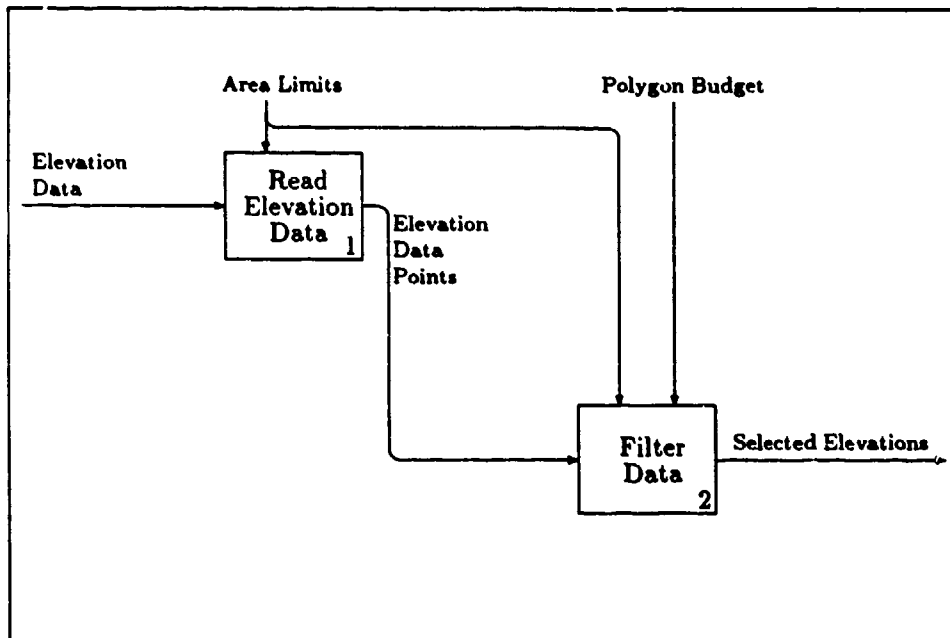 Area Limits
Polygon Budget
Elevation
Data
Read
Elevation
Data
1
Elevation
Data
Points
Filter
Data
2
Selected Elevations